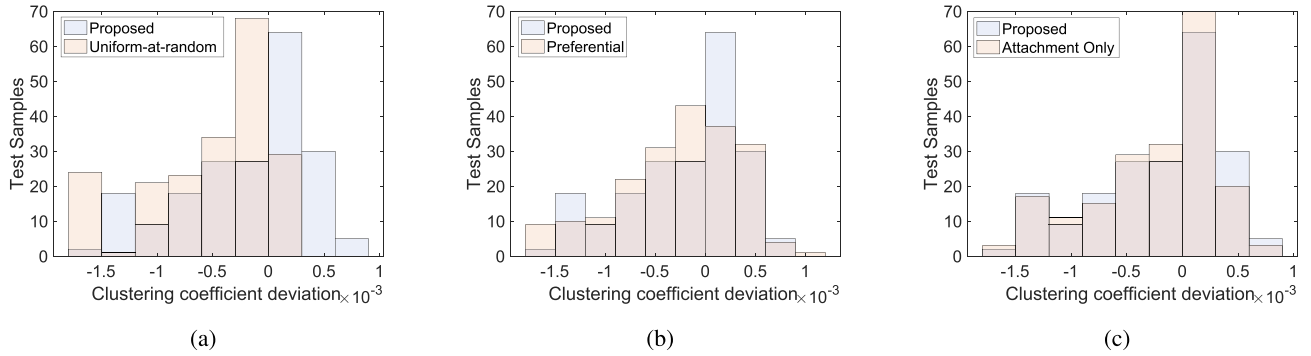 70
60
50
40
30
20
10
0
Test Samples
Proposed
Uniform-at-random
-1.5 -1 -0.5 0 0.5 1
Clustering coefficient deviation ×10-3
(a)
70
60
50
40
30
20
10
0
Test Samples
Proposed
Preferential
-1.5 -1 -0.5 0 0.5 1
Clustering coefficient deviation ×10-3
(b)
70
60
50
40
30
20
10
0
Test Samples
Proposed
Attachment Only
-1.5 -1 -0.5 0 0.5 1
Clustering coefficient deviation ×10-3
(c)